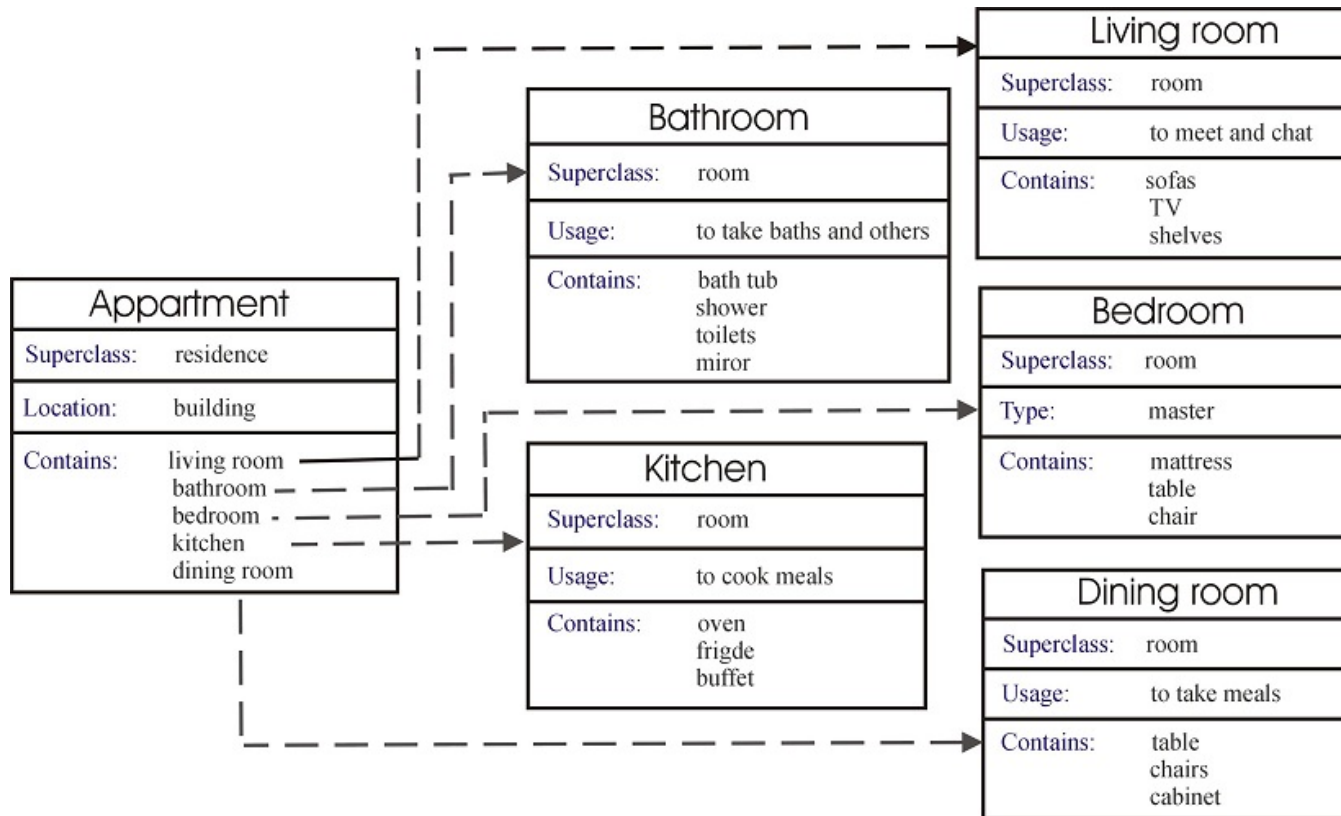 Appartment
Superclass: residence
Location: building
Contains: living room
bathroom
bedroom
kitchen
dining room
Bathroom
Superclass: room
Usage: to take baths and others
Contains: bath tub
shower
toilets
miror
Kitchen
Superclass: room
Usage: to cook meals
Contains: oven
frigde
buffet
Living room
Superclass: room
Usage: to meet and chat
Contains: sofas
TV
shelves
Bedroom
Superclass: room
Type: master
Contains: mattress
table
chair
Dining room
Superclass: room
Usage: to take meals
Contains: table
chairs
cabinet